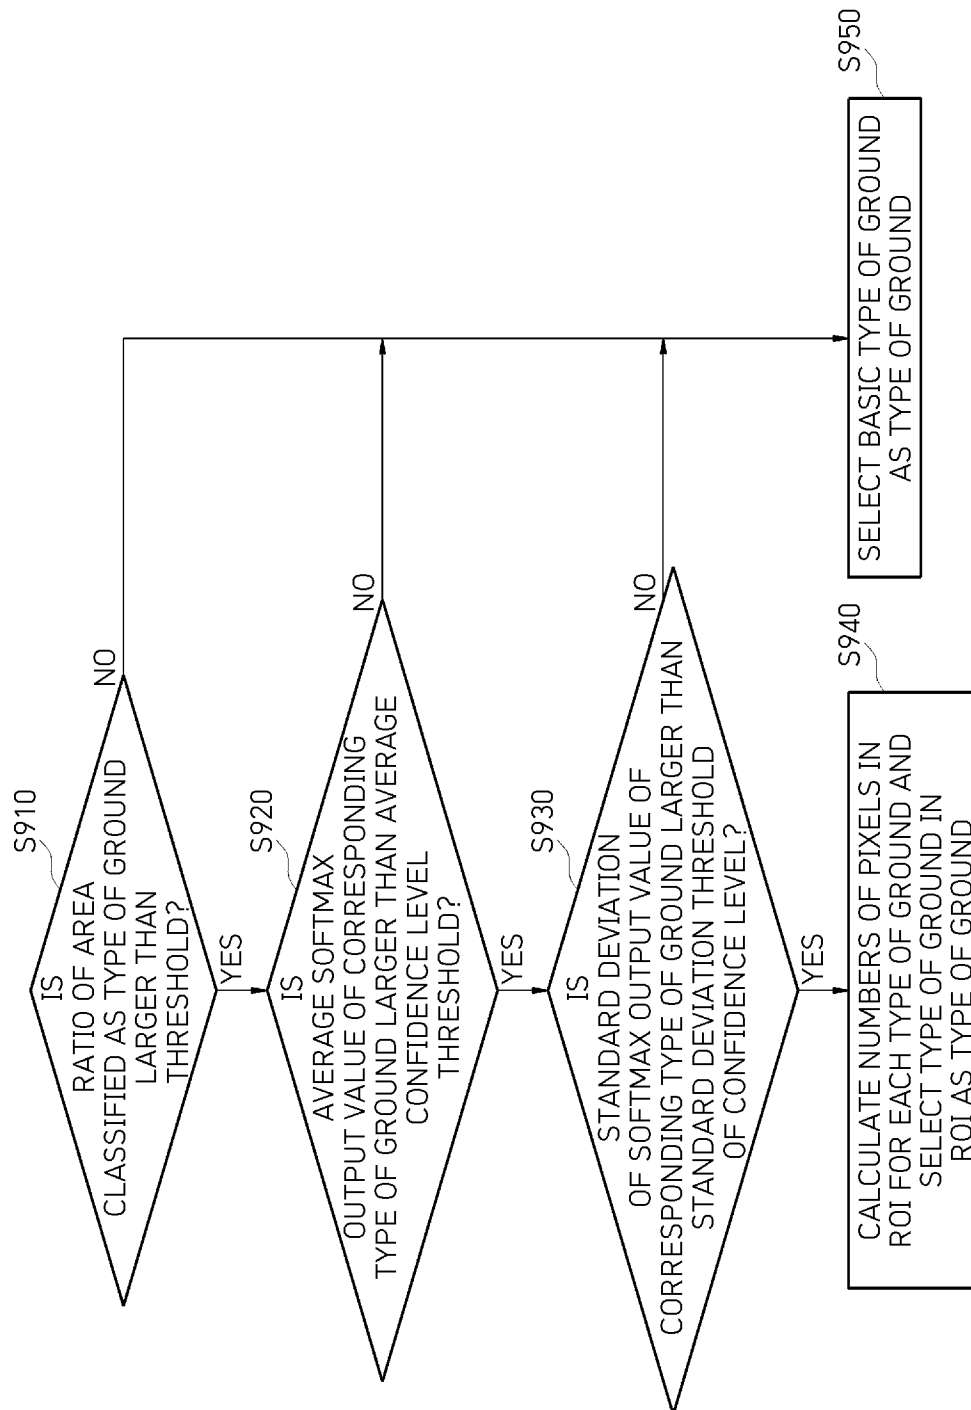 S910
IS
RATIO OF AREA
CLASSIFIED AS TYPE OF GROUND
LARGER THAN
THRESHOLD?
NO
YES
S920
IS
AVERAGE SOFTMAX
OUTPUT VALUE OF CORRESPONDING
TYPE OF GROUND LARGER THAN AVERAGE
CONFIDENCE LEVEL
THRESHOLD?
NO
YES
S930
IS
STANDARD DEVIATION
OF SOFTMAX OUTPUT VALUE OF
CORRESPONDING TYPE OF GROUND LARGER THAN
STANDARD DEVIATION THRESHOLD
OF CONFIDENCE LEVEL?
NO
YES
S940
CALCULATE NUMBERS OF PIXELS IN
ROI FOR EACH TYPE OF GROUND AND
SELECT TYPE OF GROUND IN
ROI AS TYPE OF GROUND
S950
SELECT BASIC TYPE OF GROUND
AS TYPE OF GROUND